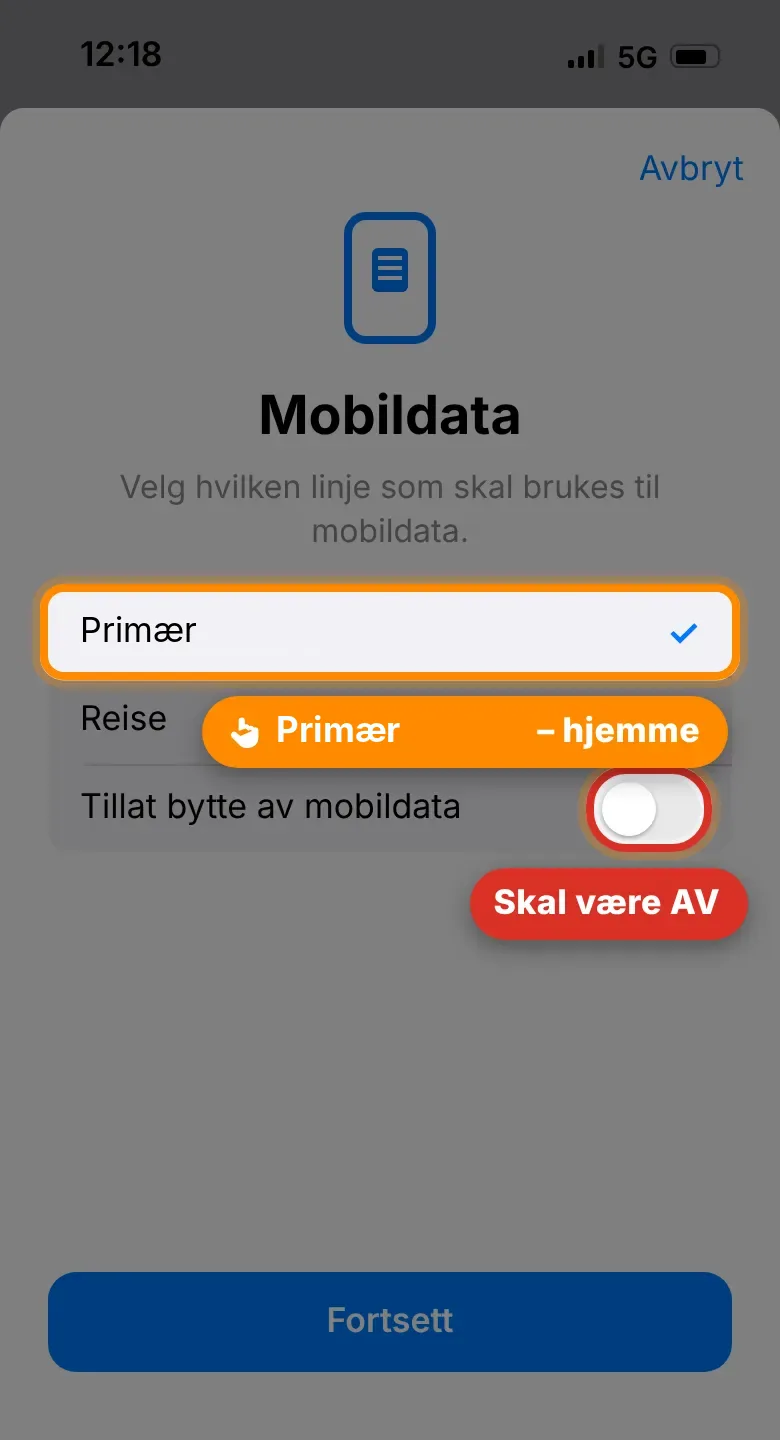 12:18
5G
Avbryt
Mobildata
Velg hvilken linje som skal brukes til
mobildata.
Primær
Reise
Primær – hjemme
Tillat bytte av mobildata
Skal være AV
Fortsett